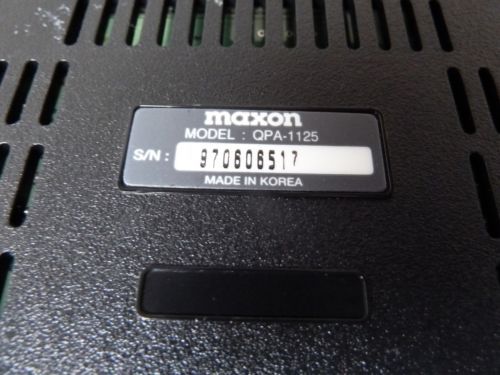 maxon
MODEL : QPA-1125
S/N : 970606517
MADE IN KOREA